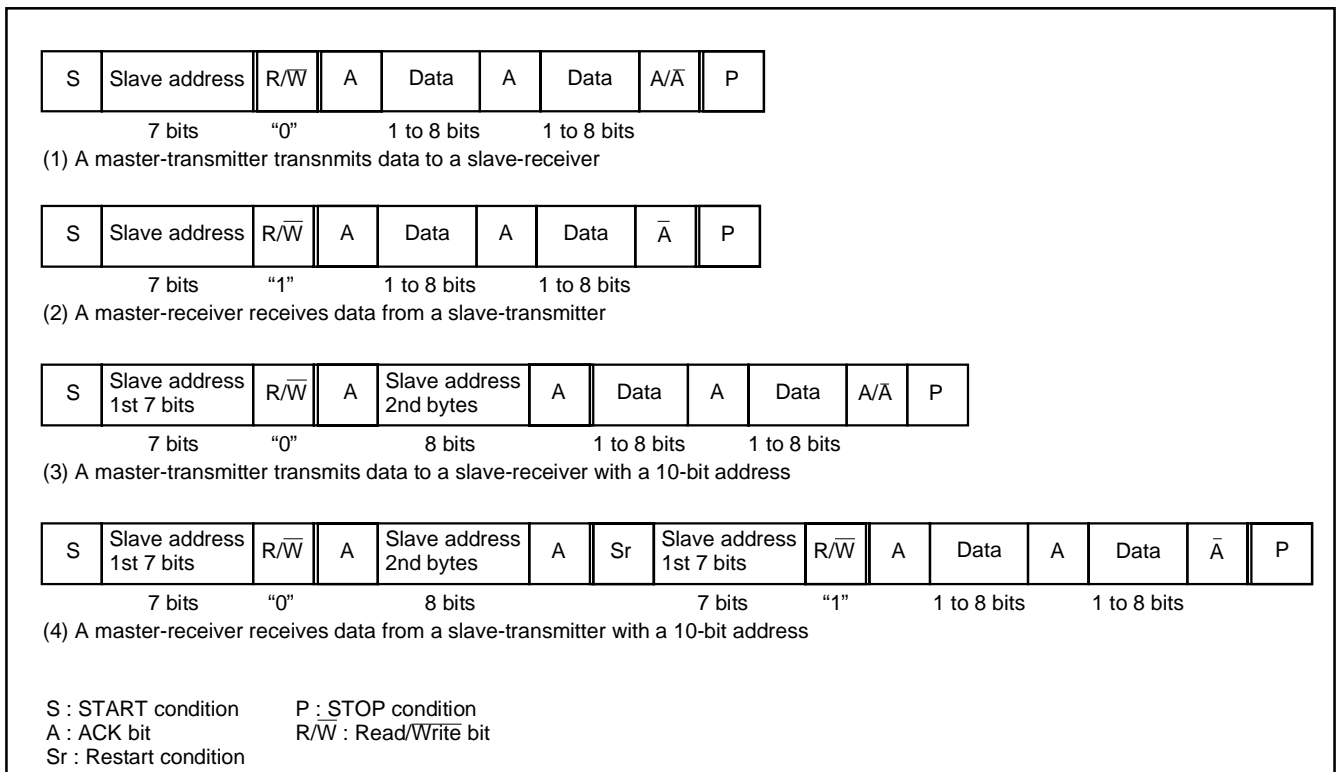 S Slave address R/W̅ A Data A Data A/A̅ P
7 bits “0” 1 to 8 bits 1 to 8 bits
(1) A master-transmitter transnmits data to a slave-receiver
S Slave address R/W̅ A Data A Data A̅ P
7 bits “1” 1 to 8 bits 1 to 8 bits
(2) A master-receiver receives data from a slave-transmitter
S Slave address 1st 7 bits R/W̅ A Slave address 2nd bytes A Data A Data A/A̅ P
7 bits “0” 8 bits 1 to 8 bits 1 to 8 bits
(3) A master-transmitter transmits data to a slave-receiver with a 10-bit address
S Slave address 1st 7 bits R/W̅ A Slave address 2nd bytes A Sr Slave address 1st 7 bits R/W̅ A Data A Data A̅ P
7 bits “0” 8 bits 7 bits “1” 1 to 8 bits 1 to 8 bits
(4) A master-receiver receives data from a slave-transmitter with a 10-bit address
S : START condition P : STOP condition
A : ACK bit R/W̅ : Read/W̅r̅i̅t̅e̅ bit
Sr : Restart condition